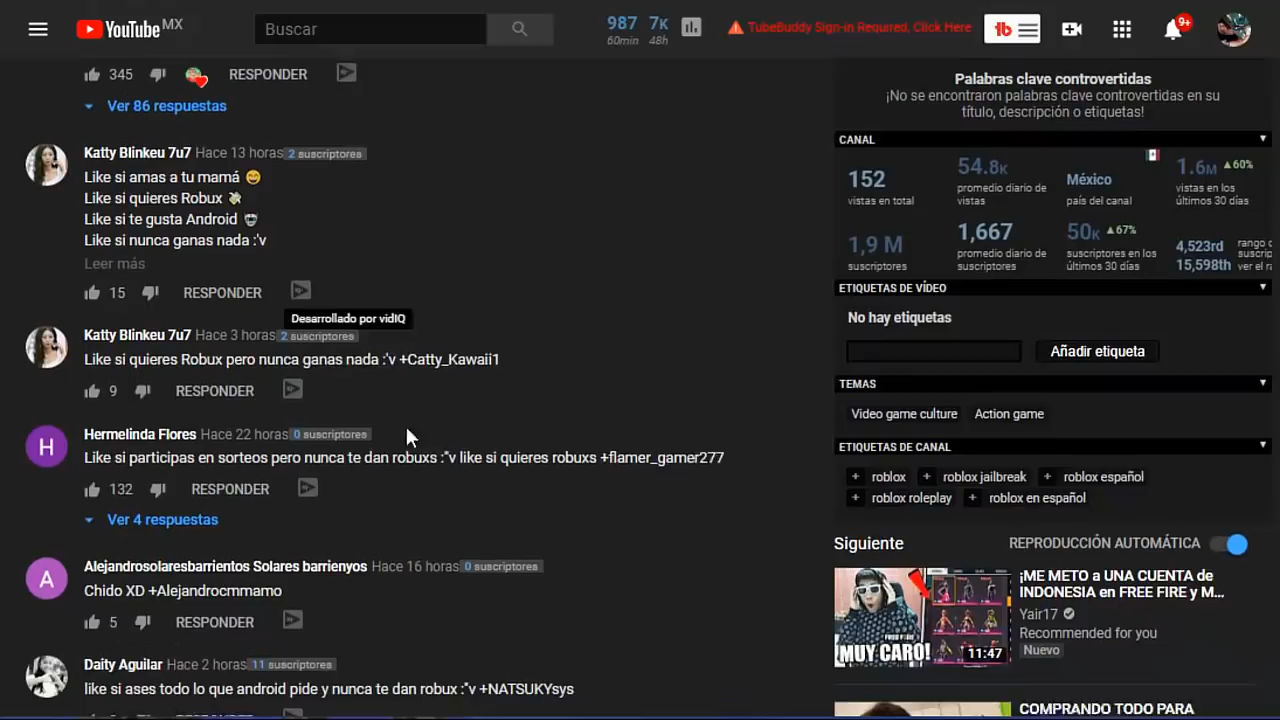 YouTube MX
Buscar
987 7K
60min 48h
TubeBuddy Sign-in Required, Click Here
tb
9+
345 RESPONDER
Ver 86 respuestas
Katty Blinkeu 7u7 Hace 13 horas 2 suscriptores
Like si amas a tu mamá 😄
Like si quieres Robux 💸
Like si te gusta Android
Like si nunca ganas nada :'v
Leer más
15 RESPONDER
Desarrollado por vidIQ
Katty Blinkeu 7u7 Hace 3 horas 2 suscriptores
Like si quieres Robux pero nunca ganas nada :'v +Catty_Kawaii1
9 RESPONDER
H
Hermelinda Flores Hace 22 horas 0 suscriptores
Like si participas en sorteos pero nunca te dan robuxs :"v like si quieres robuxs +flamer_gamer277
132 RESPONDER
Ver 4 respuestas
A
Alejandrosolaresbarrientos Solares barrienyos Hace 16 horas 0 suscriptores
Chido XD +Alejandrocmmamo
5 RESPONDER
Daity Aguilar Hace 2 horas 11 suscriptores
like si ases todo lo que android pide y nunca te dan robux :"v +NATSUKYsys
Palabras clave controvertidas
¡No se encontraron palabras clave controvertidas en su
título, descripción o etiquetas!
CANAL
152
vistas en total
54.8K
promedio diario de
vistas
México
país del canal
1.6M ▲60%
vistas en los
últimos 30 días
1,9 M
suscriptores
1,667
promedio diario de
suscriptores
50K ▲67%
suscriptores en los
últimos 30 días
4,523rd
15,598th
rango d
suscrip
ver el ra
ETIQUETAS DE VÍDEO
No hay etiquetas
Añadir etiqueta
TEMAS
Video game culture Action game
ETIQUETAS DE CANAL
+ roblox + roblox jailbreak + roblox español
+ roblox roleplay + roblox en español
Siguiente REPRODUCCIÓN AUTOMÁTICA
¡MUY CARO!
11:47
¡ME METO a UNA CUENTA de
INDONESIA en FREE FIRE y M...
Yair17
Recommended for you
Nuevo
COMPRANDO TODO PARA